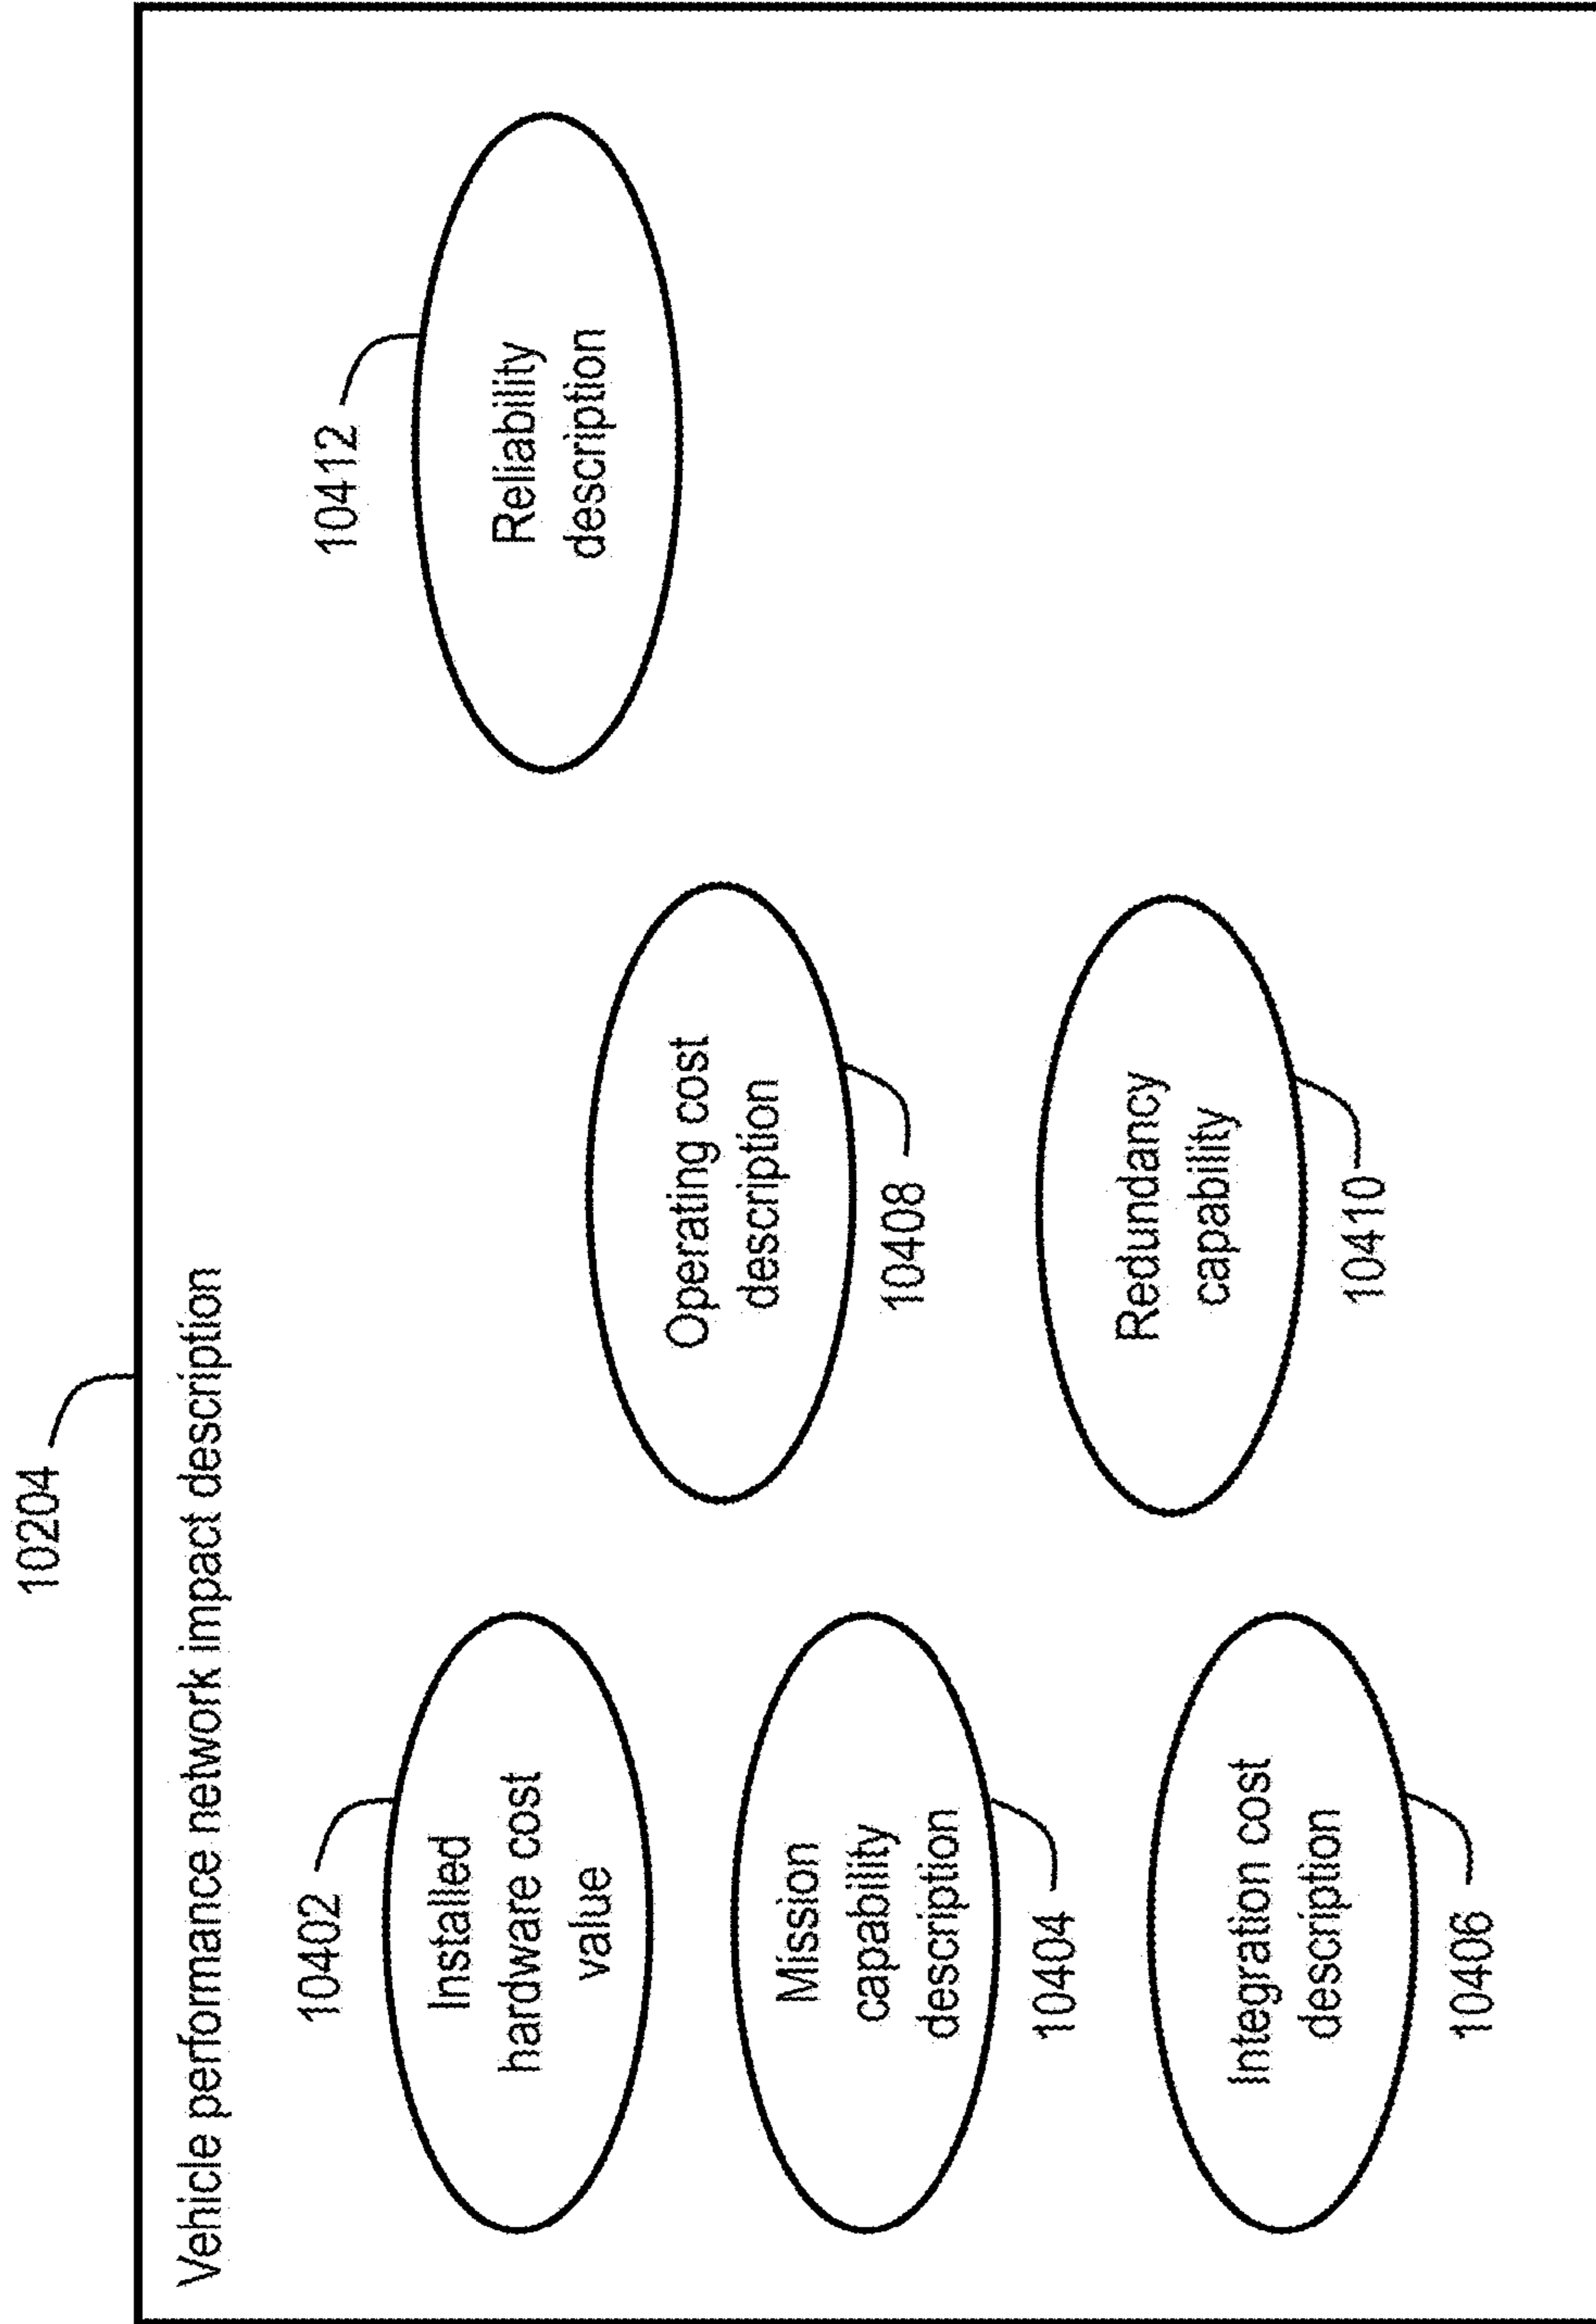 10204
Vehicle performance network impact description
10402
Installed
hardware cost
value
Mission
capability
description
10404
Integration cost
description
10406
Operating cost
description
10408
Redundancy
capability
10410
10412
Reliability
description